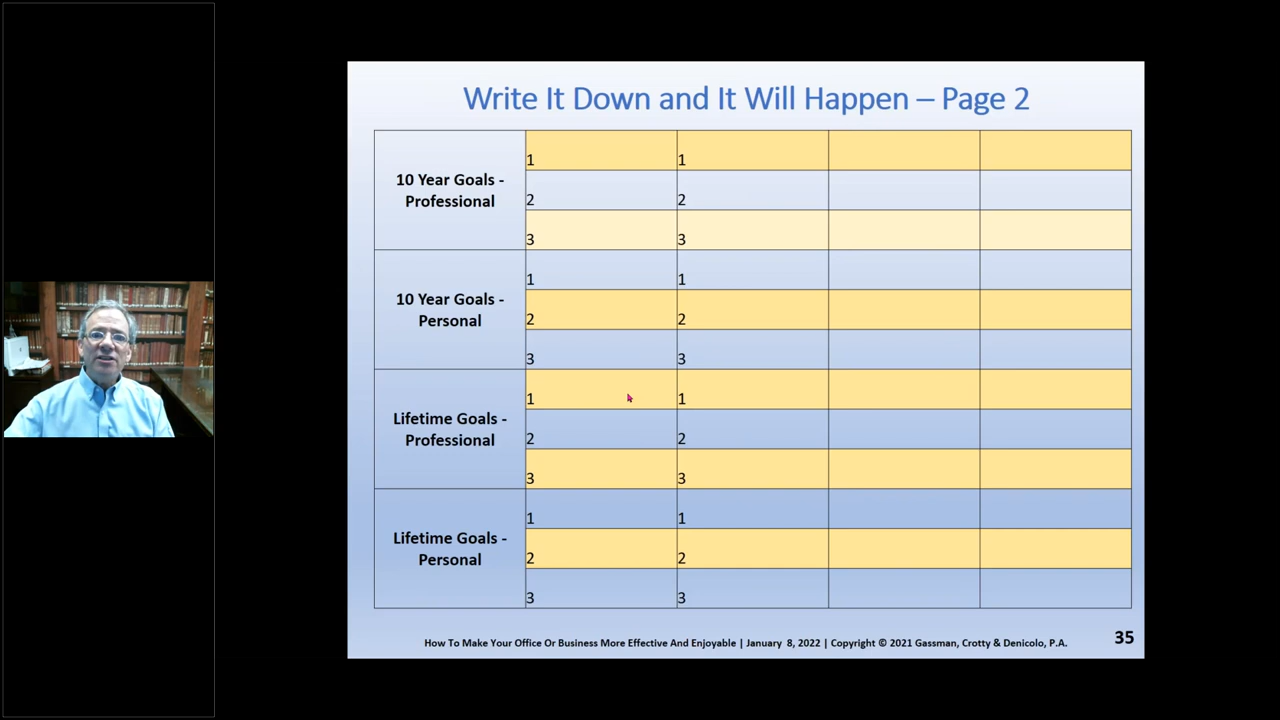 Write It Down and It Will Happen – Page 2
10 Year Goals -
Professional
1 1
2 2
3 3
10 Year Goals -
Personal
1 1
2 2
3 3
Lifetime Goals -
Professional
1 1
2 2
3 3
Lifetime Goals -
Personal
1 1
2 2
3 3
How To Make Your Office Or Business More Effective And Enjoyable | January 8, 2022 | Copyright © 2021 Gassman, Crotty & Denicolo, P.A.
35